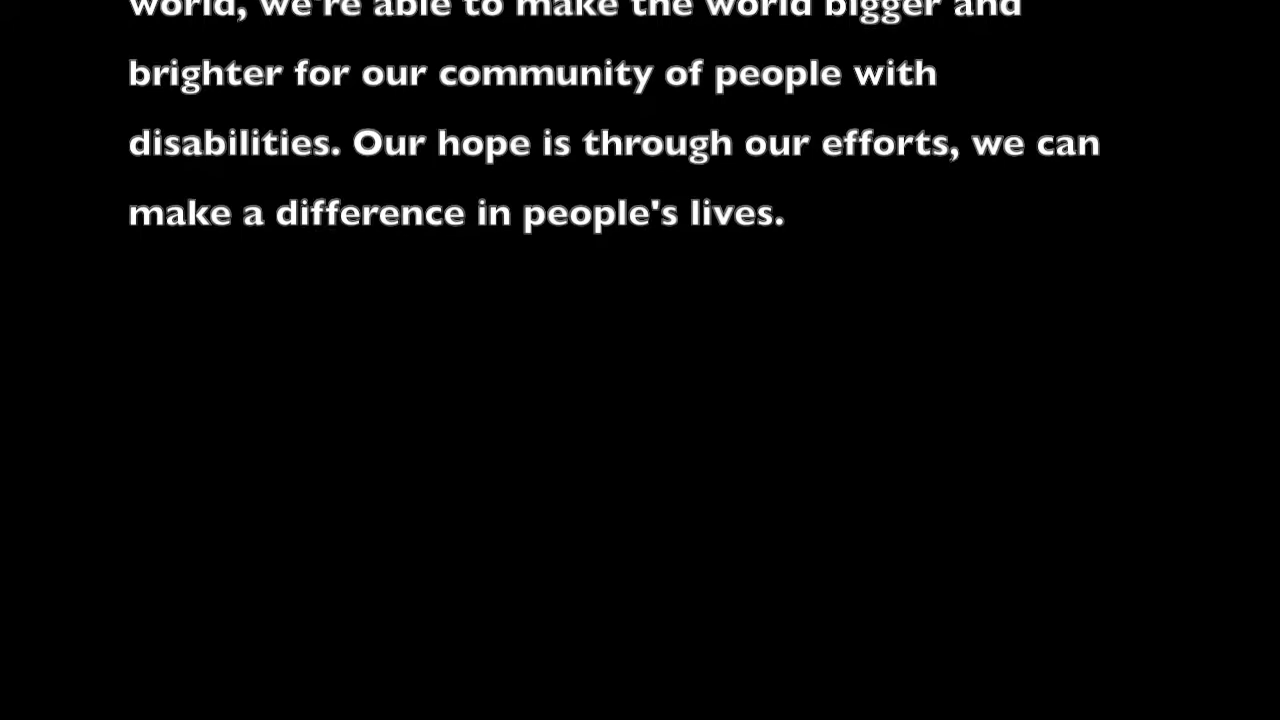 world, we're able to make the world bigger and
brighter for our community of people with
disabilities. Our hope is through our efforts, we can
make a difference in people's lives.